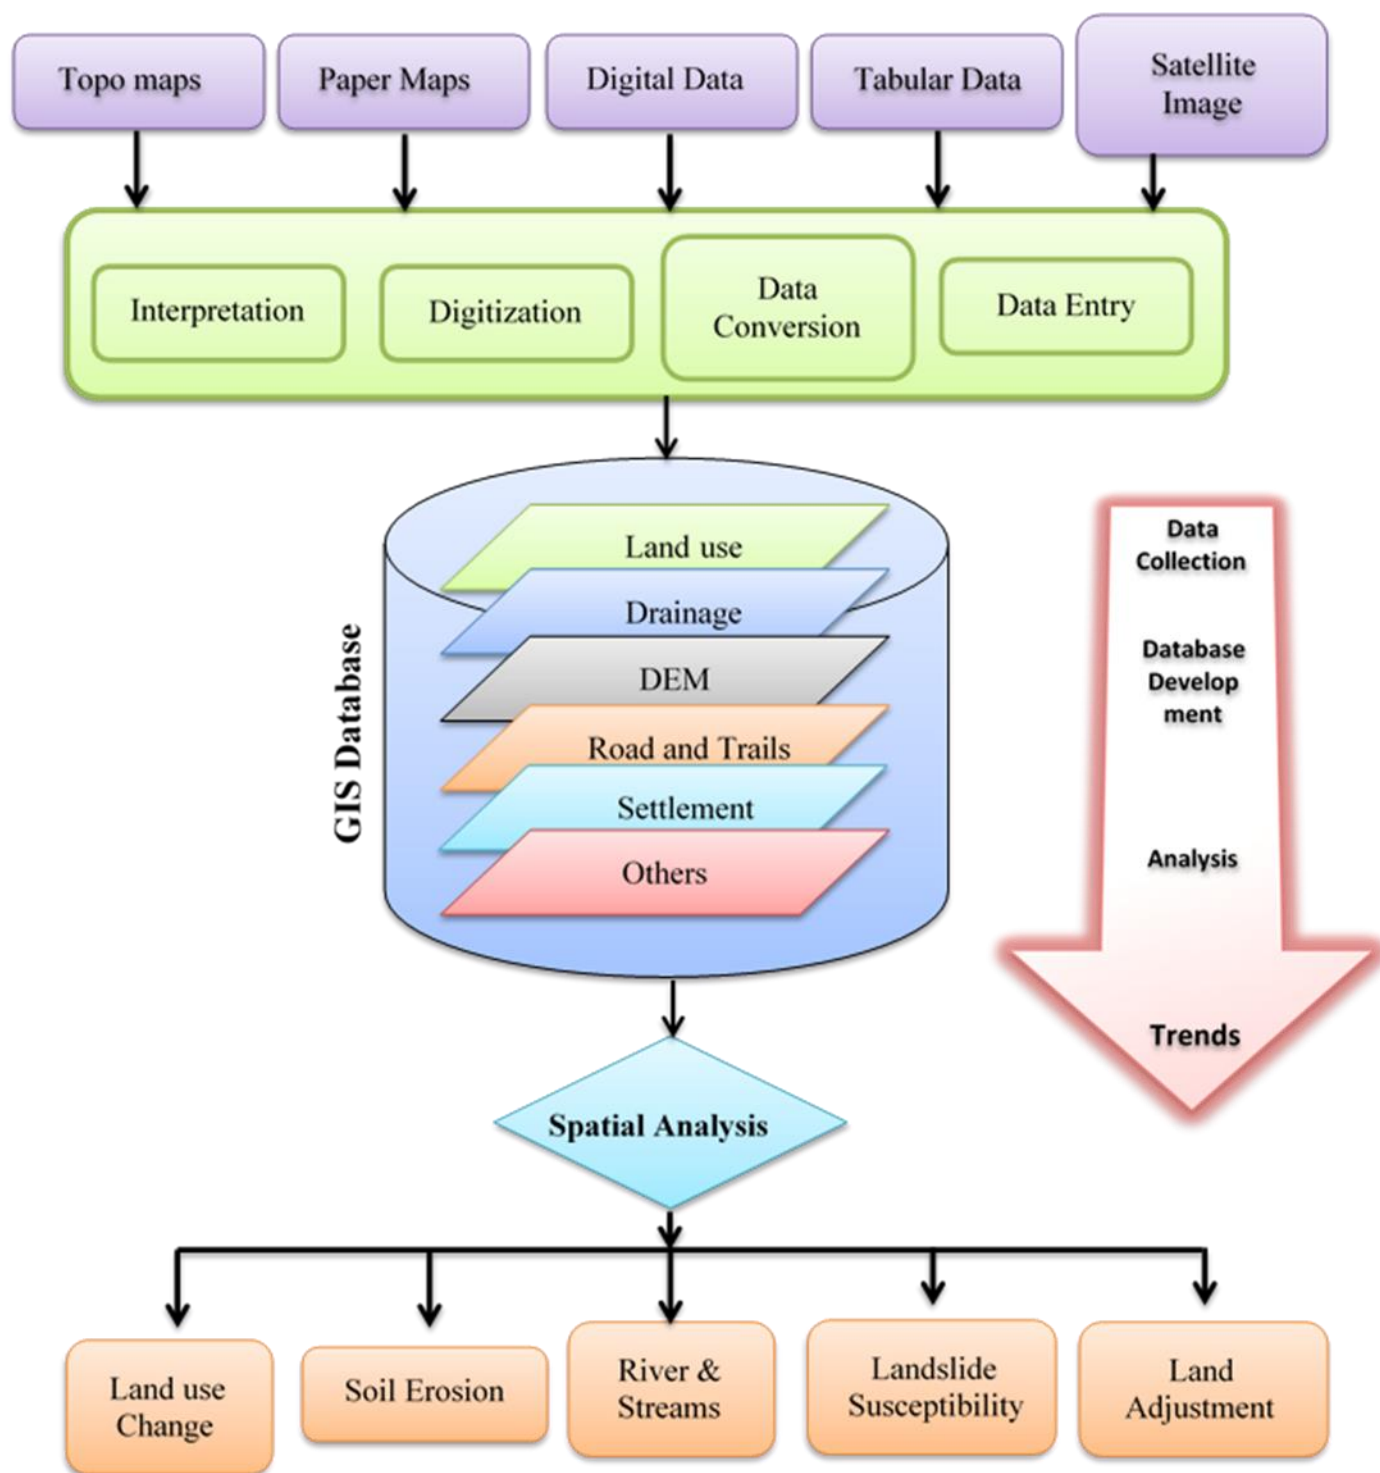 Topo maps
Paper Maps
Digital Data
Tabular Data
Satellite
Image
Interpretation
Digitization
Data
Conversion
Data Entry
GIS Database
Land use
Drainage
DEM
Road and Trails
Settlement
Others
Data
Collection
Database
Develop
ment
Analysis
Trends
Spatial Analysis
Land use
Change
Soil Erosion
River &
Streams
Landslide
Susceptibility
Land
Adjustment